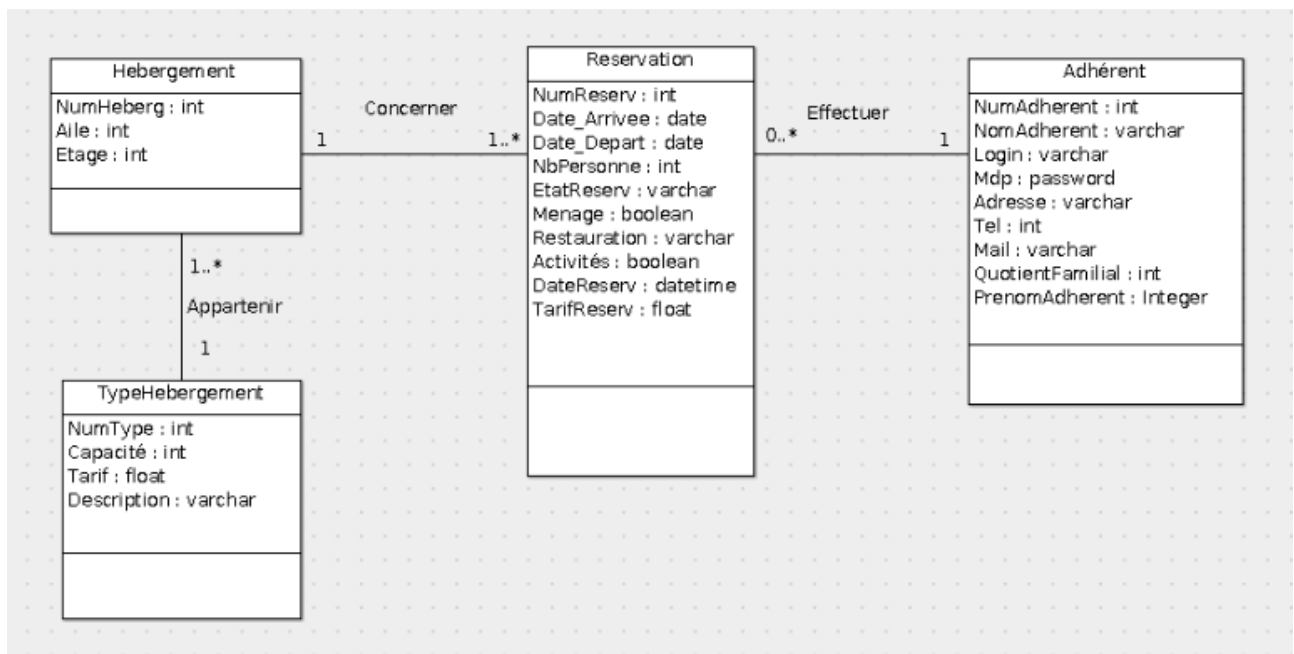 Hebergement
NumHeberg : int
Aile : int
Etage : int
Concerner
1
1..*
Reservation
NumReserv : int
Date_Arrivee : date
Date_Depart : date
NbPersonne : int
EtatReserv : varchar
Menage : boolean
Restauration : varchar
Activités : boolean
DateReserv : datetime
TarifReserv : float
Effectuer
0..*
1
Adhérent
NumAdherent : int
NomAdherent : varchar
Login : varchar
Mdp : password
Adresse : varchar
Tel : int
Mail : varchar
QuotientFamilial : int
PrenomAdherent : Integer
1..*
Appartenir
1
TypeHebergement
NumType : int
Capacité : int
Tarif : float
Description : varchar